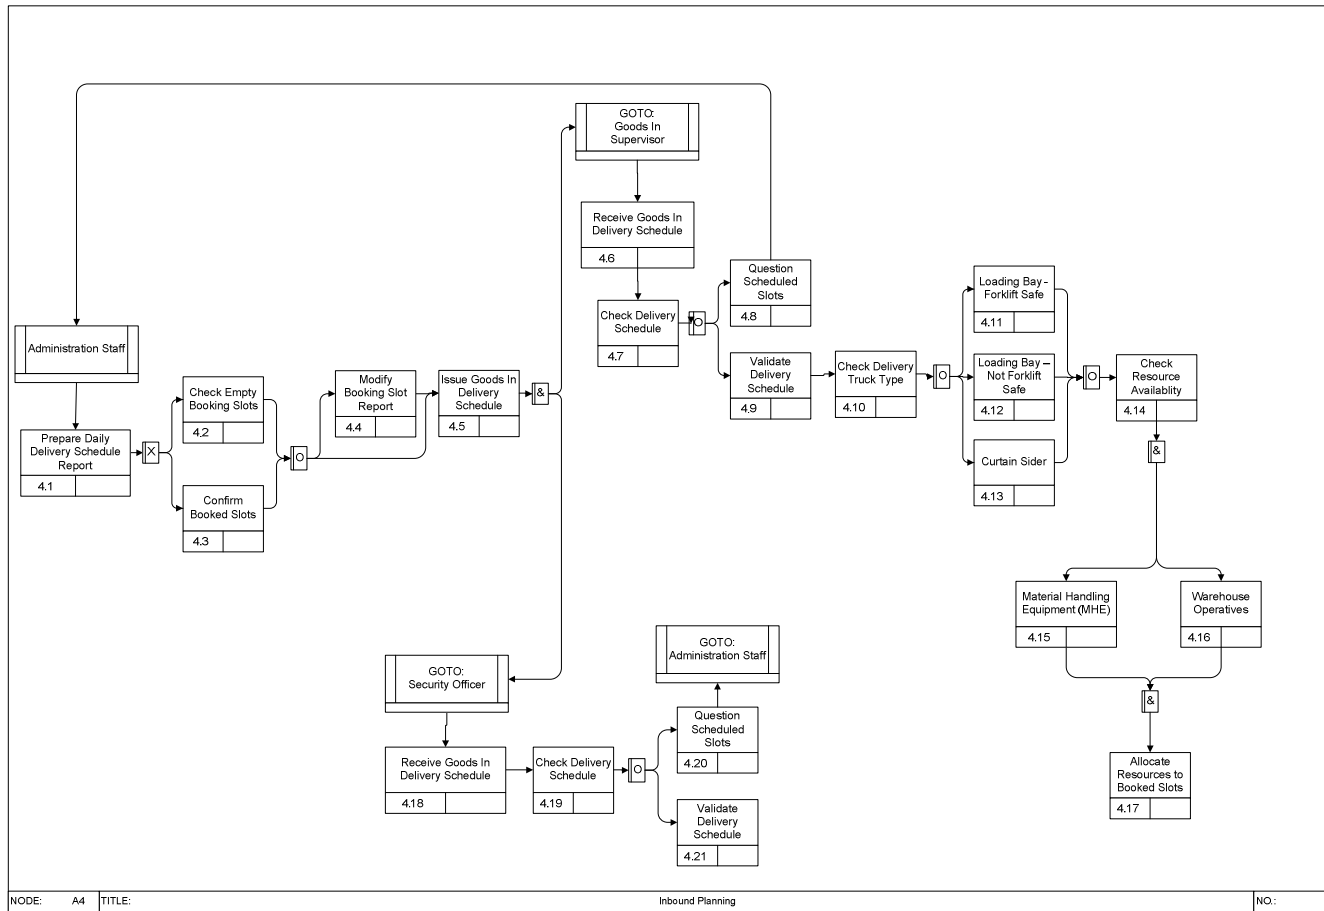 GOTO:
Goods In
Supervisor
Receive Goods In
Delivery Schedule
4.6
Question
Scheduled
Slots
4.8
Check Delivery
Schedule
4.7
O
Validate
Delivery
Schedule
4.9
Check Delivery
Truck Type
4.10
O
Loading Bay -
Forklift Safe
4.11
Loading Bay –
Not Forklift
Safe
4.12
Curtain Sider
4.13
O
Check
Resource
Availablity
4.14
&
Administration Staff
Prepare Daily
Delivery Schedule
Report
4.1
X
Check Empty
Booking Slots
4.2
Confirm
Booked Slots
4.3
O
Modify
Booking Slot
Report
4.4
Issue Goods In
Delivery
Schedule
4.5
&
Material Handling
Equipment (MHE)
4.15
Warehouse
Operatives
4.16
&
Allocate
Resources to
Booked Slots
4.17
GOTO:
Security Officer
Receive Goods In
Delivery Schedule
4.18
Check Delivery
Schedule
4.19
O
GOTO:
Administration Staff
Question
Scheduled
Slots
4.20
Validate
Delivery
Schedule
4.21
NODE: A4 TITLE: Inbound Planning NO.: